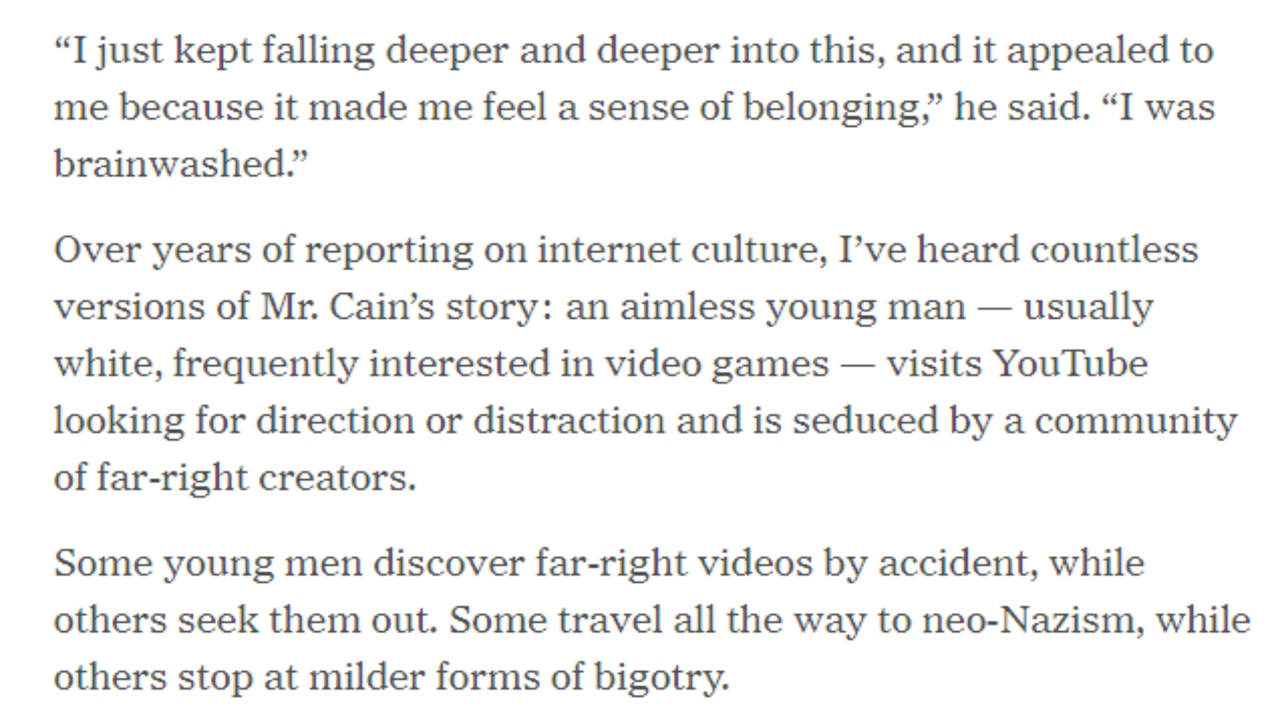 “I just kept falling deeper and deeper into this, and it appealed to
me because it made me feel a sense of belonging,” he said. “I was
brainwashed.”
Over years of reporting on internet culture, I’ve heard countless
versions of Mr. Cain’s story: an aimless young man — usually
white, frequently interested in video games — visits YouTube
looking for direction or distraction and is seduced by a community
of far-right creators.
Some young men discover far-right videos by accident, while
others seek them out. Some travel all the way to neo-Nazism, while
others stop at milder forms of bigotry.